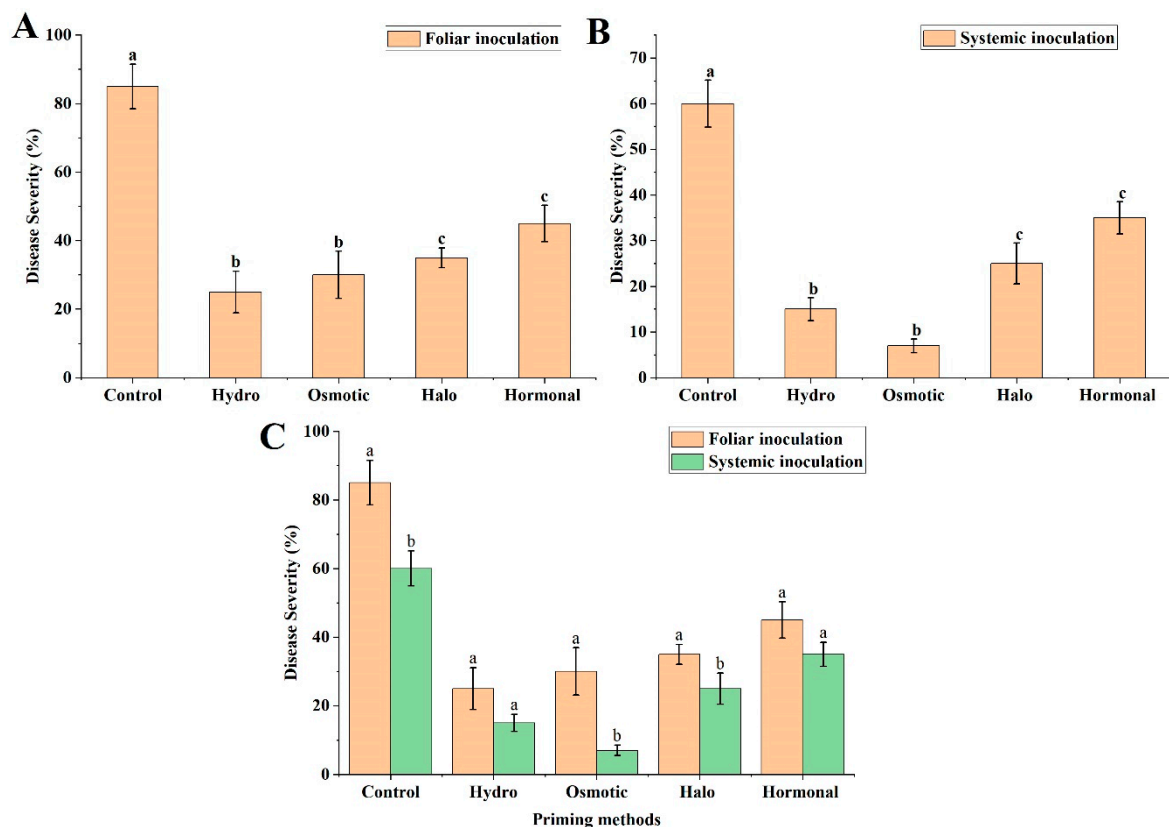 A
Foliar inoculation
Disease Severity (%)
100
80
60
40
20
0
a
b
b
c
c
Control Hydro Osmotic Halo Hormonal
B
Systemic inoculation
Disease Severity (%)
70
60
50
40
30
20
10
0
a
b
b
c
c
Control Hydro Osmotic Halo Hormonal
C
Foliar inoculation
Systemic inoculation
Disease Severity (%)
100
80
60
40
20
0
a b
a a
a b
a b
a a
Control Hydro Osmotic Halo Hormonal
Priming methods